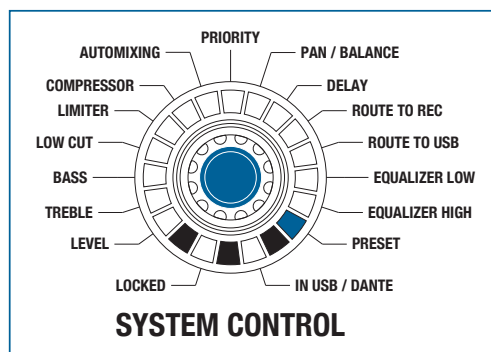 PRIORITY
AUTOMIXING
PAN / BALANCE
COMPRESSOR
DELAY
LIMITER
ROUTE TO REC
LOW CUT
ROUTE TO USB
BASS
EQUALIZER LOW
TREBLE
EQUALIZER HIGH
LEVEL
PRESET
LOCKED
IN USB / DANTE
SYSTEM CONTROL